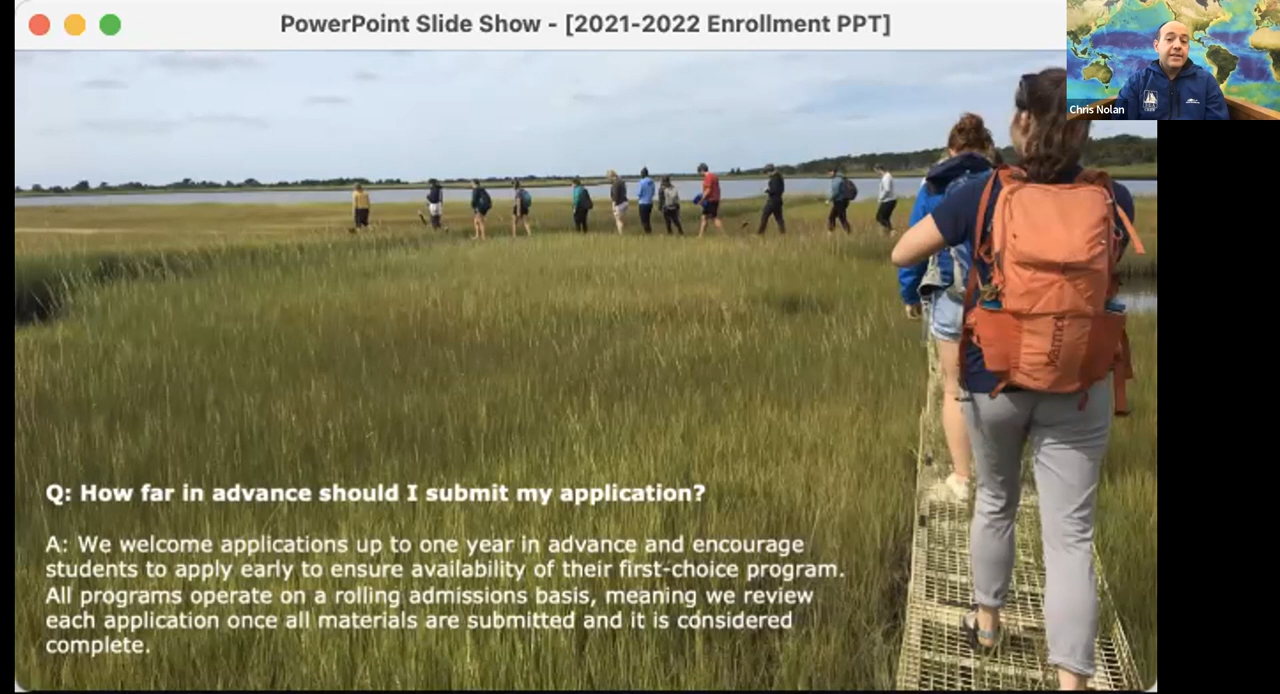 PowerPoint Slide Show - [2021-2022 Enrollment PPT]
Chris Nolan
Marmot
Q: How far in advance should I submit my application?
A: We welcome applications up to one year in advance and encourage
students to apply early to ensure availability of their first-choice program.
All programs operate on a rolling admissions basis, meaning we review
each application once all materials are submitted and it is considered
complete.